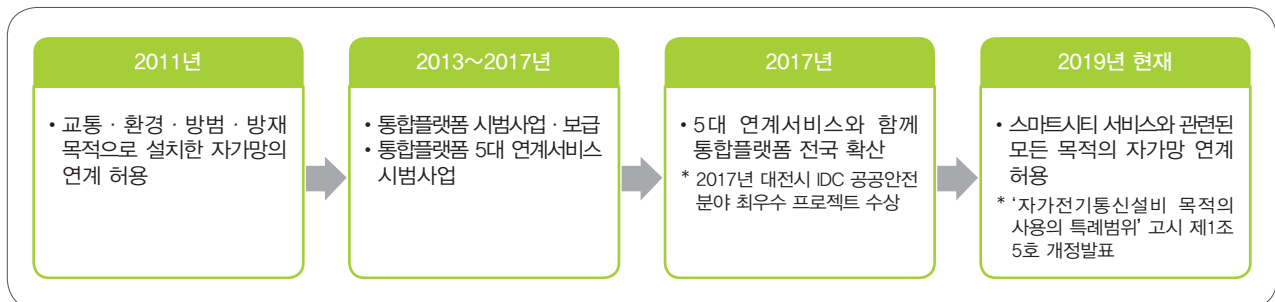 2011년
• 교통 · 환경 · 방범 · 방재
목적으로 설치한 자가망의
연계 허용
2013~2017년
• 통합플랫폼 시범사업 · 보급
• 통합플랫폼 5대 연계서비스
시범사업
2017년
• 5대 연계서비스와 함께
통합플랫폼 전국 확산
* 2017년 대전시 IDC 공공안전
분야 최우수 프로젝트 수상
2019년 현재
• 스마트시티 서비스와 관련된
모든 목적의 자가망 연계
허용
* ‘자가전기통신설비 목적의
사용의 특례범위’ 고시 제1조
5호 개정발표